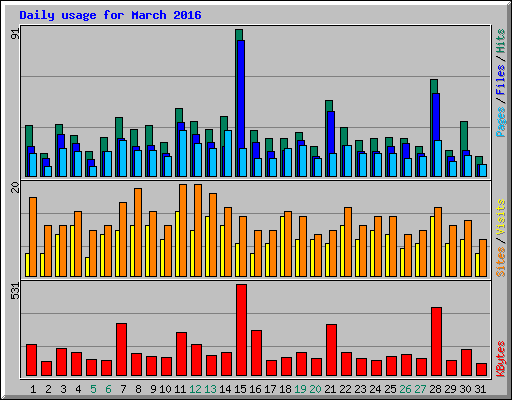 Daily usage for March 2016
91
Pages / Files / Hits
20
Sites / Visits
531
KBytes
1 2 3 4 5 6 7 8 9 10 11 12 13 14 15 16 17 18 19 20 21 22 23 24 25 26 27 28 29 30 31